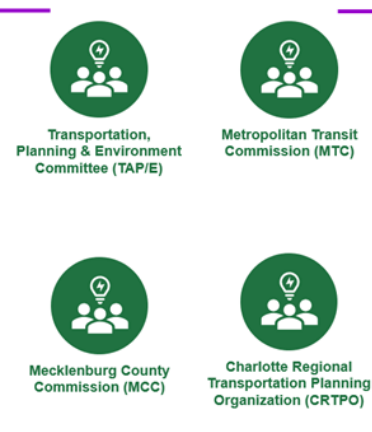 Transportation,
Planning & Environment
Committee (TAP/E)
Metropolitan Transit
Commission (MTC)
Mecklenburg County
Commission (MCC)
Charlotte Regional
Transportation Planning
Organization (CRTPO)